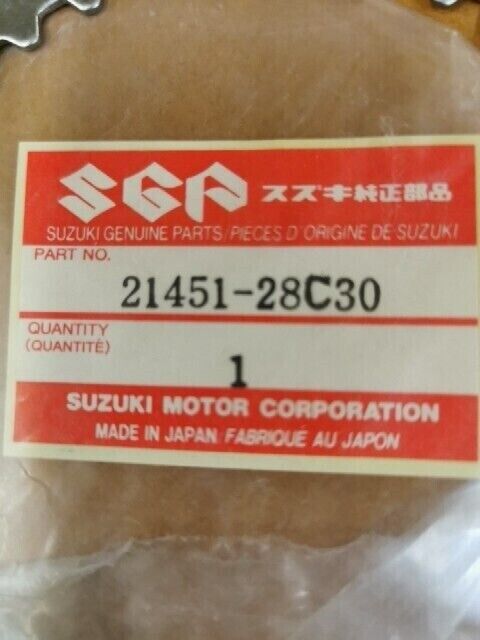 SGP スズキ純正部品
SUZUKI GENUINE PARTS/PIÈCES D'ORIGINE DE SUZUKI
PART NO.
21451-28C30
QUANTITY
(QUANTITÉ)
1
SUZUKI MOTOR CORPORATION
MADE IN JAPAN/FABRIQUÉ AU JAPON